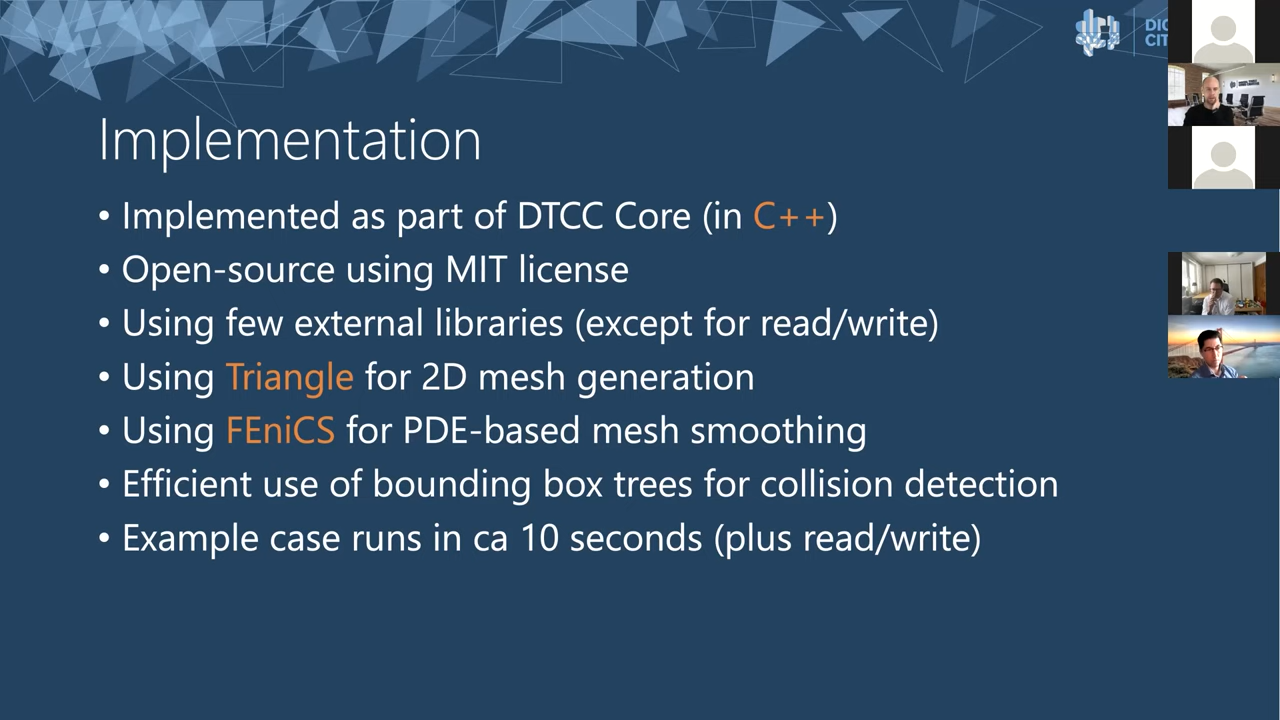 Implementation
• Implemented as part of DTCC Core (in C++)
• Open-source using MIT license
• Using few external libraries (except for read/write)
• Using Triangle for 2D mesh generation
• Using FEniCS for PDE-based mesh smoothing
• Efficient use of bounding box trees for collision detection
• Example case runs in ca 10 seconds (plus read/write)